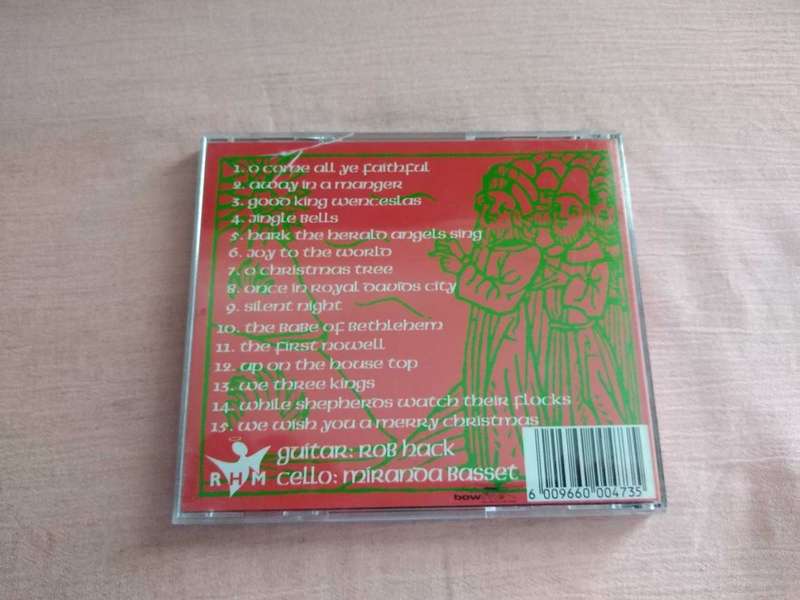 1. O come all ye faithful
2. away in a manger
3. good king wenceslas
4. Jingle Bells
5. hark the herald angels sing
6. Joy to the world
7. O christmas tree
8. once in royal davids city
9. silent night
10. the Babe of Bethlehem
11. the first nowell
12. up on the house top
13. we three kings
14. while shepherds watch their flocks
15. we wish you a merry christmas
guitar: Rob hack
cello: miranda Basset
RHM
bow
6 009660 004735